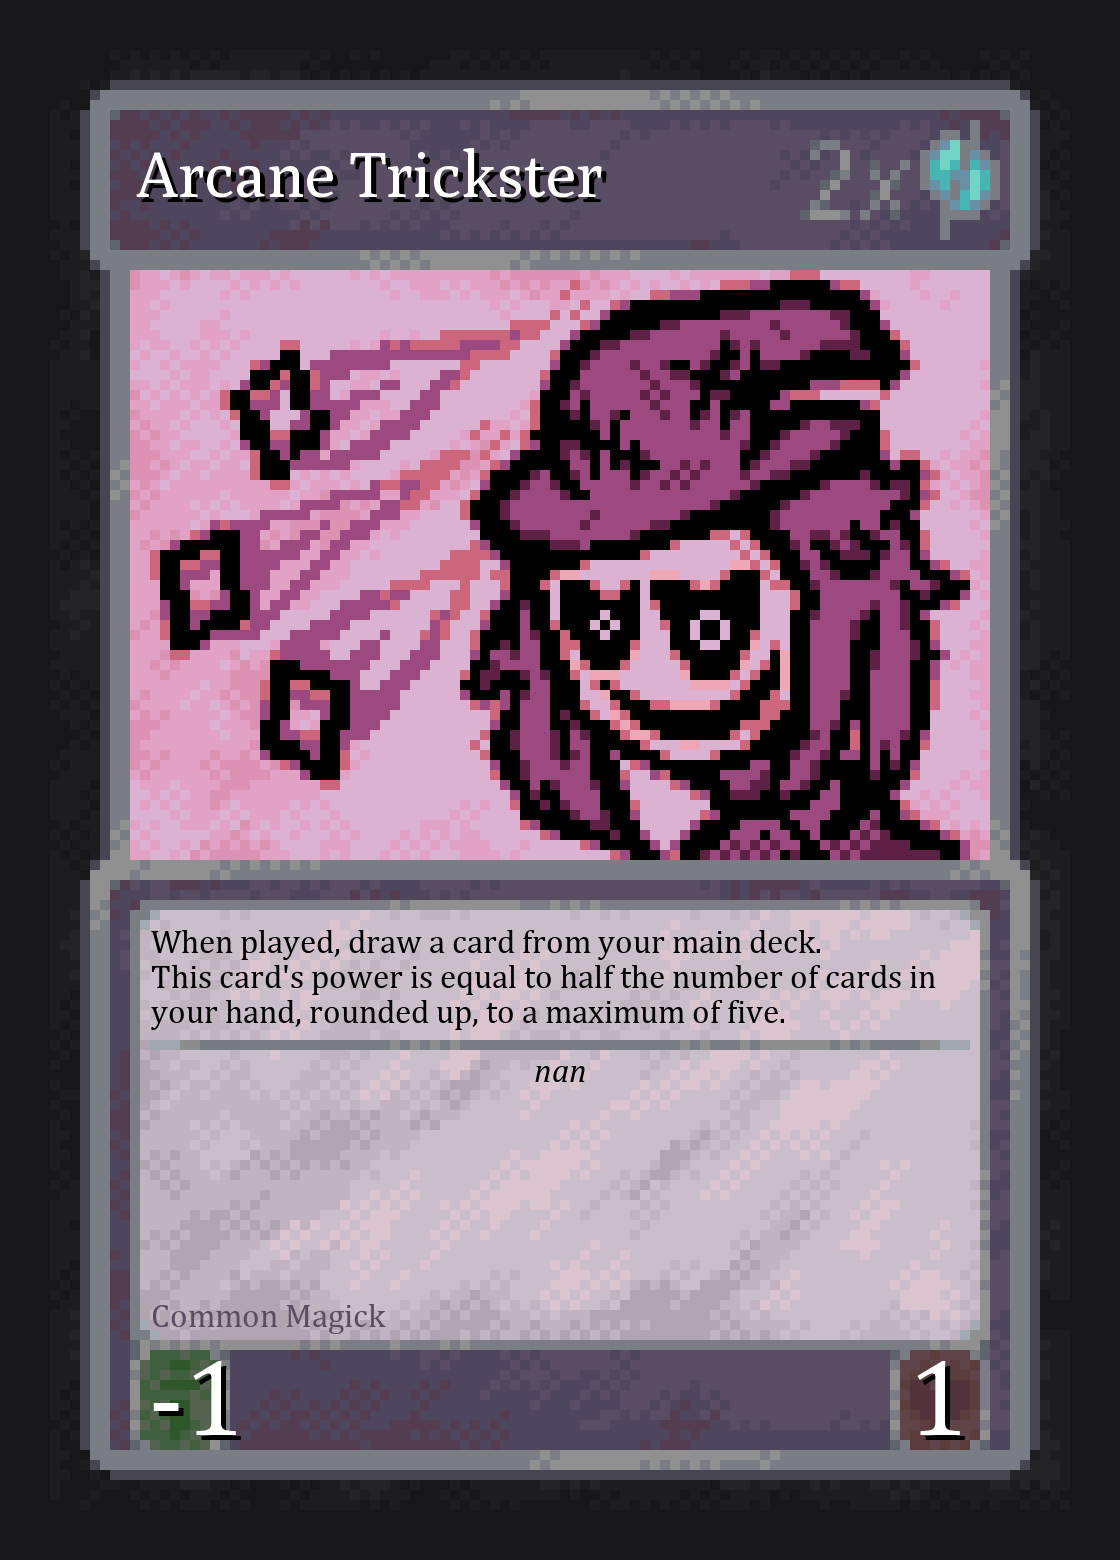 Arcane Trickster 2x
When played, draw a card from your main deck.
This card's power is equal to half the number of cards in
your hand, rounded up, to a maximum of five.
nan
Common Magick
-1 1